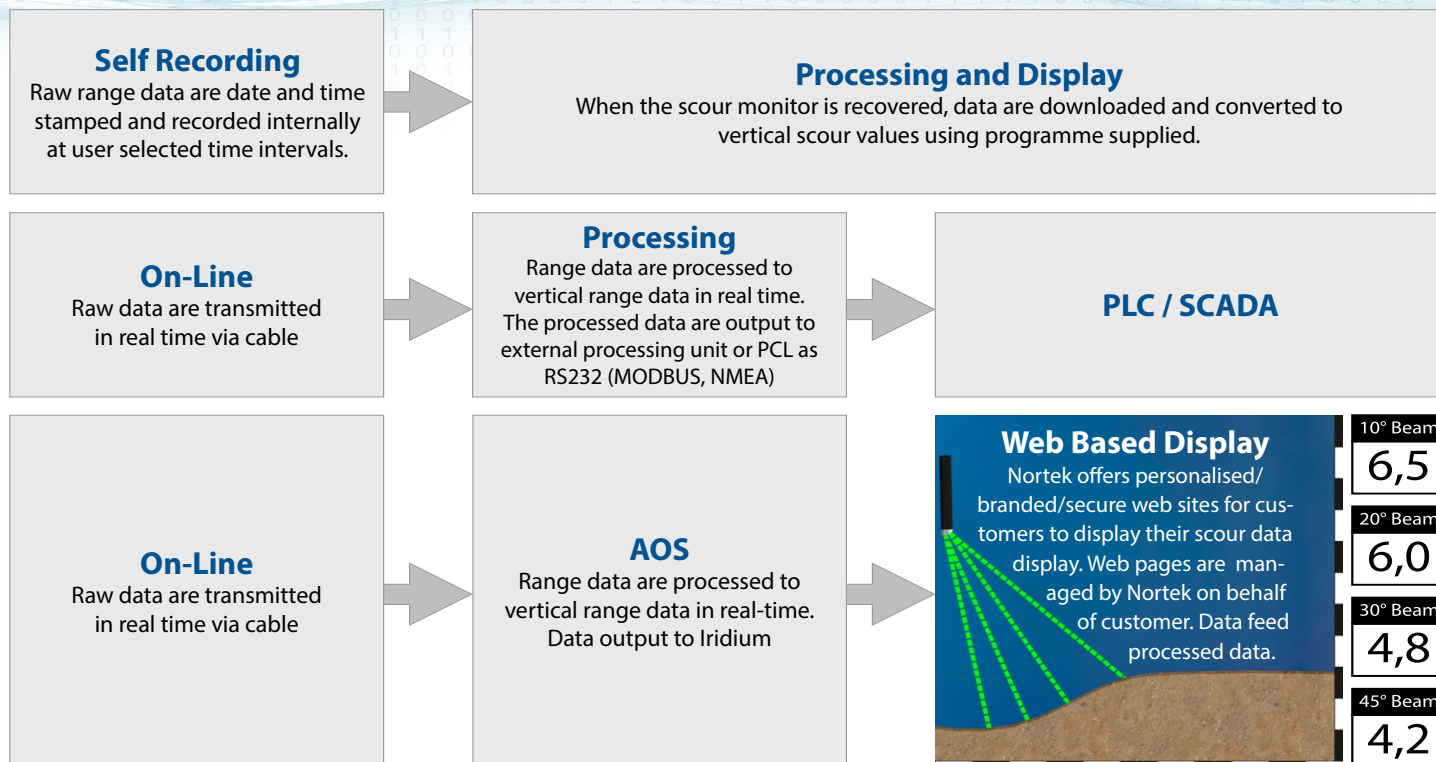 Self Recording
Raw range data are date and time
stamped and recorded internally
at user selected time intervals.
Processing and Display
When the scour monitor is recovered, data are downloaded and converted to
vertical scour values using programme supplied.
On-Line
Raw data are transmitted
in real time via cable
Processing
Range data are processed to
vertical range data in real time.
The processed data are output to
external processing unit or PCL as
RS232 (MODBUS, NMEA)
PLC / SCADA
On-Line
Raw data are transmitted
in real time via cable
AOS
Range data are processed to
vertical range data in real-time.
Data output to Iridium
Web Based Display
Nortek offers personalised/
branded/secure web sites for cus-
tomers to display their scour data
display. Web pages are man-
aged by Nortek on behalf
of customer. Data feed
processed data.
10° Beam
6,5
20° Beam
6,0
30° Beam
4,8
45° Beam
4,2